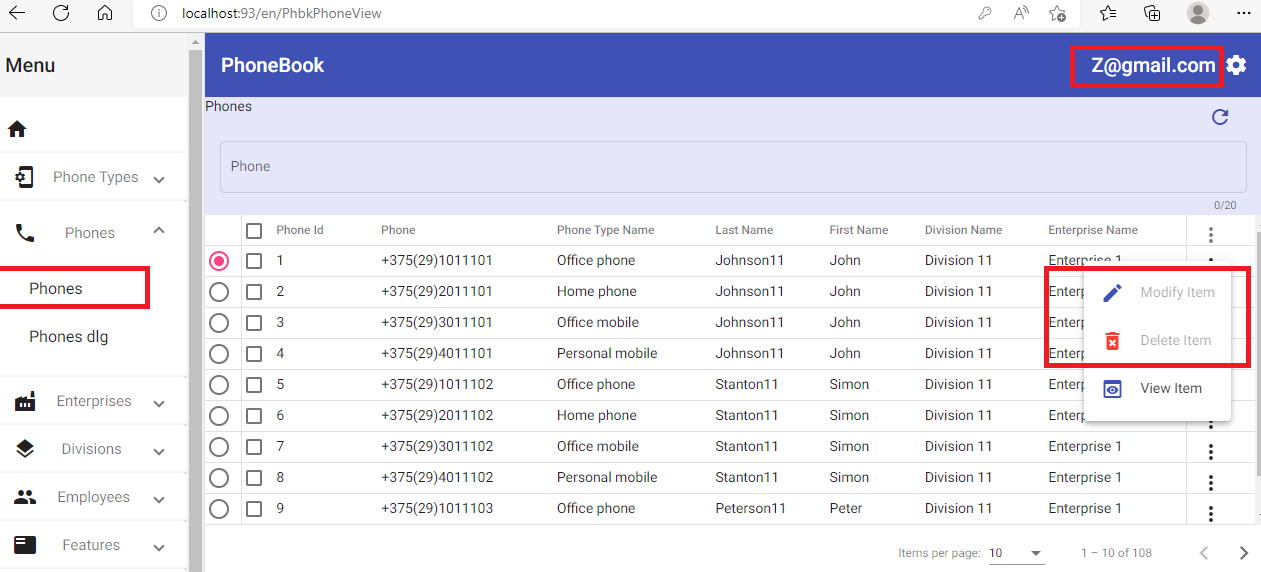 localhost:93/en/PhbkPhoneView
Menu
PhoneBook
Z@gmail.com
Phones
Phone
0/20
Phone Types
Phones
Phones
Phones dlg
Enterprises
Divisions
Employees
Features
Phone Id Phone Phone Type Name Last Name First Name Division Name Enterprise Name
1 +375(29)1011101 Office phone Johnson11 John Division 11 Enterprise 1
2 +375(29)2011101 Home phone Johnson11 John Division 11 Enterp
3 +375(29)3011101 Office mobile Johnson11 John Division 11 Enterp
4 +375(29)4011101 Personal mobile Johnson11 John Division 11 Enterp
5 +375(29)1011102 Office phone Stanton11 Simon Division 11 Enterp
6 +375(29)2011102 Home phone Stanton11 Simon Division 11 Enterp
7 +375(29)3011102 Office mobile Stanton11 Simon Division 11 Enterprise 1
8 +375(29)4011102 Personal mobile Stanton11 Simon Division 11 Enterprise 1
9 +375(29)1011103 Office phone Peterson11 Peter Division 11 Enterprise 1
Modify Item
Delete Item
View Item
Items per page: 10 1 – 10 of 108